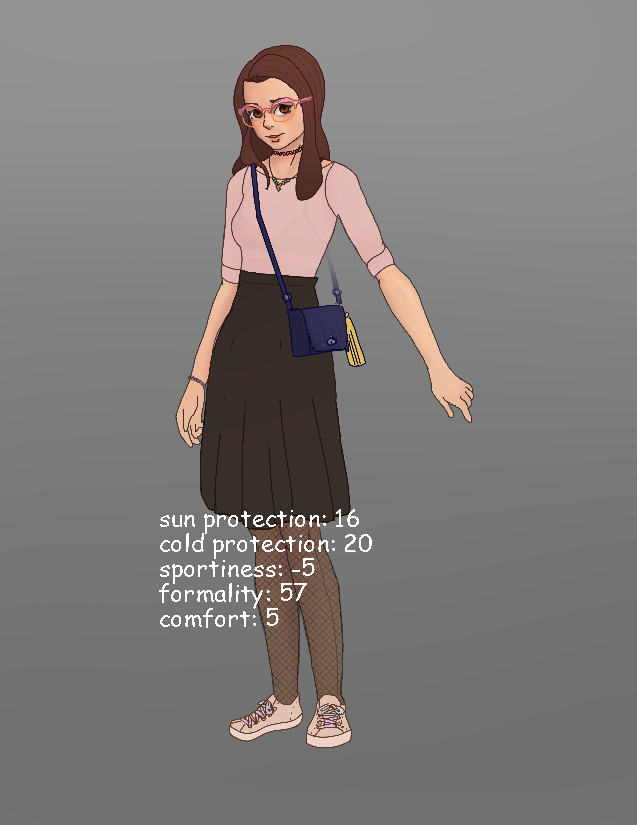 sun protection: 16
cold protection: 20
sportiness: -5
formality: 57
comfort: 5